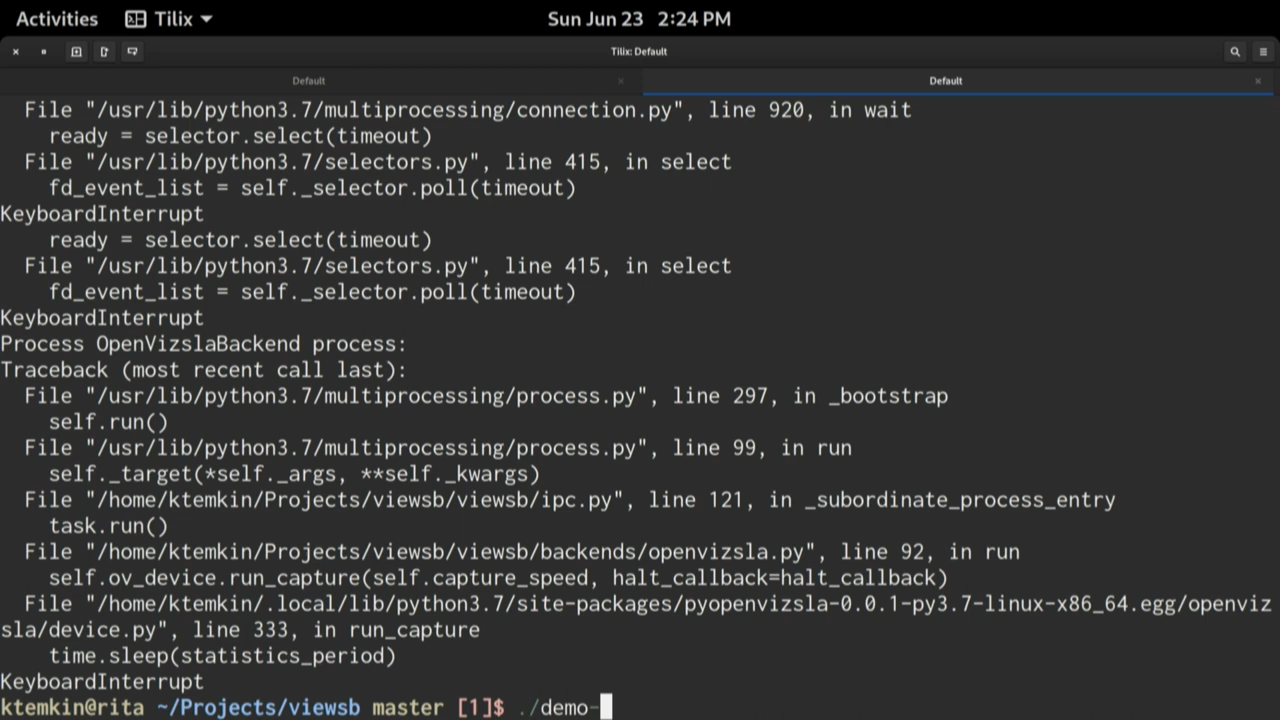 Activities Tilix Sun Jun 23 2:24 PM
Tilix: Default
Default Default
File "/usr/lib/python3.7/multiprocessing/connection.py", line 920, in wait
ready = selector.select(timeout)
File "/usr/lib/python3.7/selectors.py", line 415, in select
fd_event_list = self._selector.poll(timeout)
KeyboardInterrupt
ready = selector.select(timeout)
File "/usr/lib/python3.7/selectors.py", line 415, in select
fd_event_list = self._selector.poll(timeout)
KeyboardInterrupt
Process OpenVizslaBackend process:
Traceback (most recent call last):
File "/usr/lib/python3.7/multiprocessing/process.py", line 297, in _bootstrap
self.run()
File "/usr/lib/python3.7/multiprocessing/process.py", line 99, in run
self._target(*self._args, **self._kwargs)
File "/home/ktemkin/Projects/viewsb/viewsb/ipc.py", line 121, in _subordinate_process_entry
task.run()
File "/home/ktemkin/Projects/viewsb/viewsb/backends/openvizsla.py", line 92, in run
self.ov_device.run_capture(self.capture_speed, halt_callback=halt_callback)
File "/home/ktemkin/.local/lib/python3.7/site-packages/pyopenvizsla-0.0.1-py3.7-linux-x86_64.egg/openviz
sla/device.py", line 333, in run_capture
time.sleep(statistics_period)
KeyboardInterrupt
ktemkin@rita ~/Projects/viewsb master [1]$ ./demo-